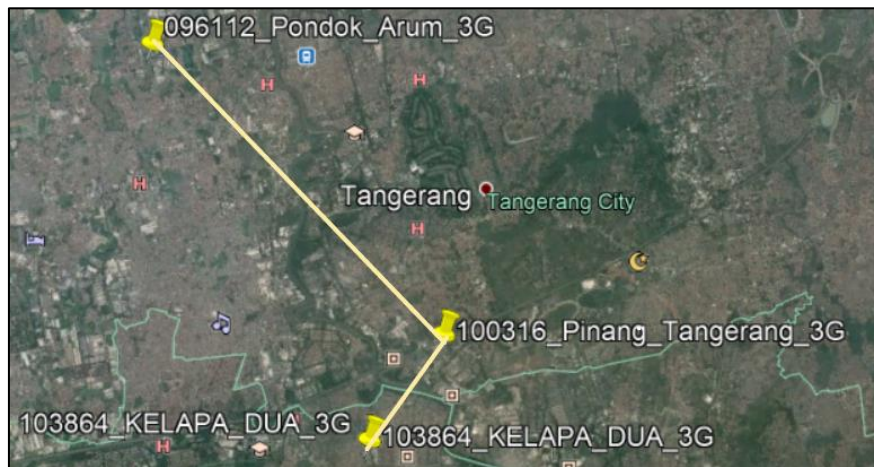 096112_Pondok_Arum_3G
Tangerang
Tangerang City
100316_Pinang_Tangerang_3G
103864_KELAPA_DUA_3G
103864_KELAPA_DUA_3G
H
H
H
H
H